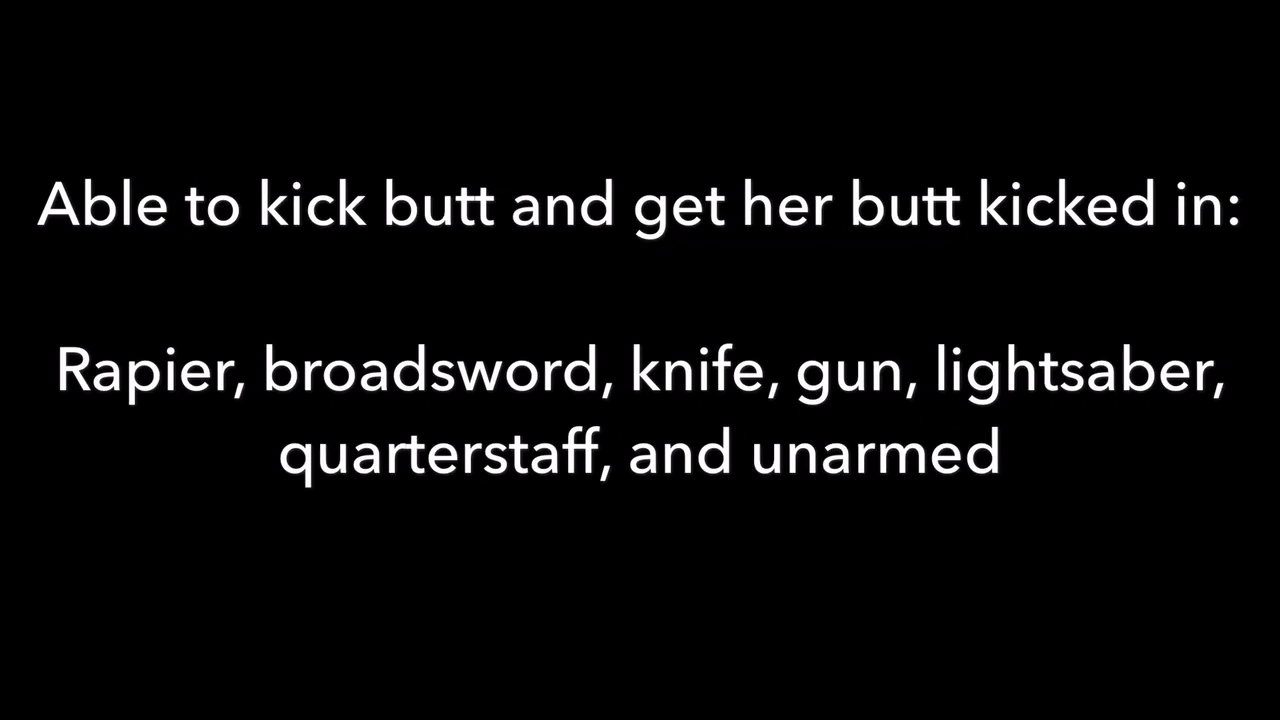 Able to kick butt and get her butt kicked in:
Rapier, broadsword, knife, gun, lightsaber,
quarterstaff, and unarmed